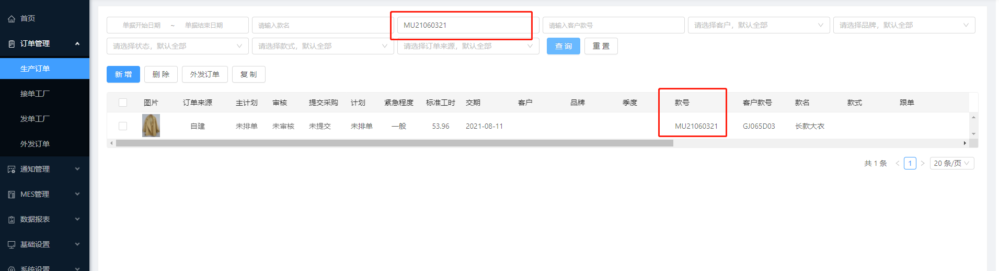 首页
订单管理
生产订单
接单工厂
发单工厂
外发订单
通知管理
MES管理
数据报表
基础设置
系统设置
单据开始日期 ~ 单据结束日期 请输入款名 MU21060321 请输入客户款号 请选择客户，默认全部 请选择品牌，默认全部
请选择状态，默认全部 请选择款式，默认全部 请选择订单来源，默认全部 查 询 重 置
新 增 删 除 外发订单 复 制
图片 订单来源 主计划 审核 提交采购 计划 紧急程度 标准工时 交期 客户 品牌 季度 款号 客户款号 款名 款式 跟单
自建 未排单 未审核 未提交 未排单 一般 53.96 2021-08-11 MU21060321 GJ065D03 长款大衣
共 1 条 < 1 > 20 条/页